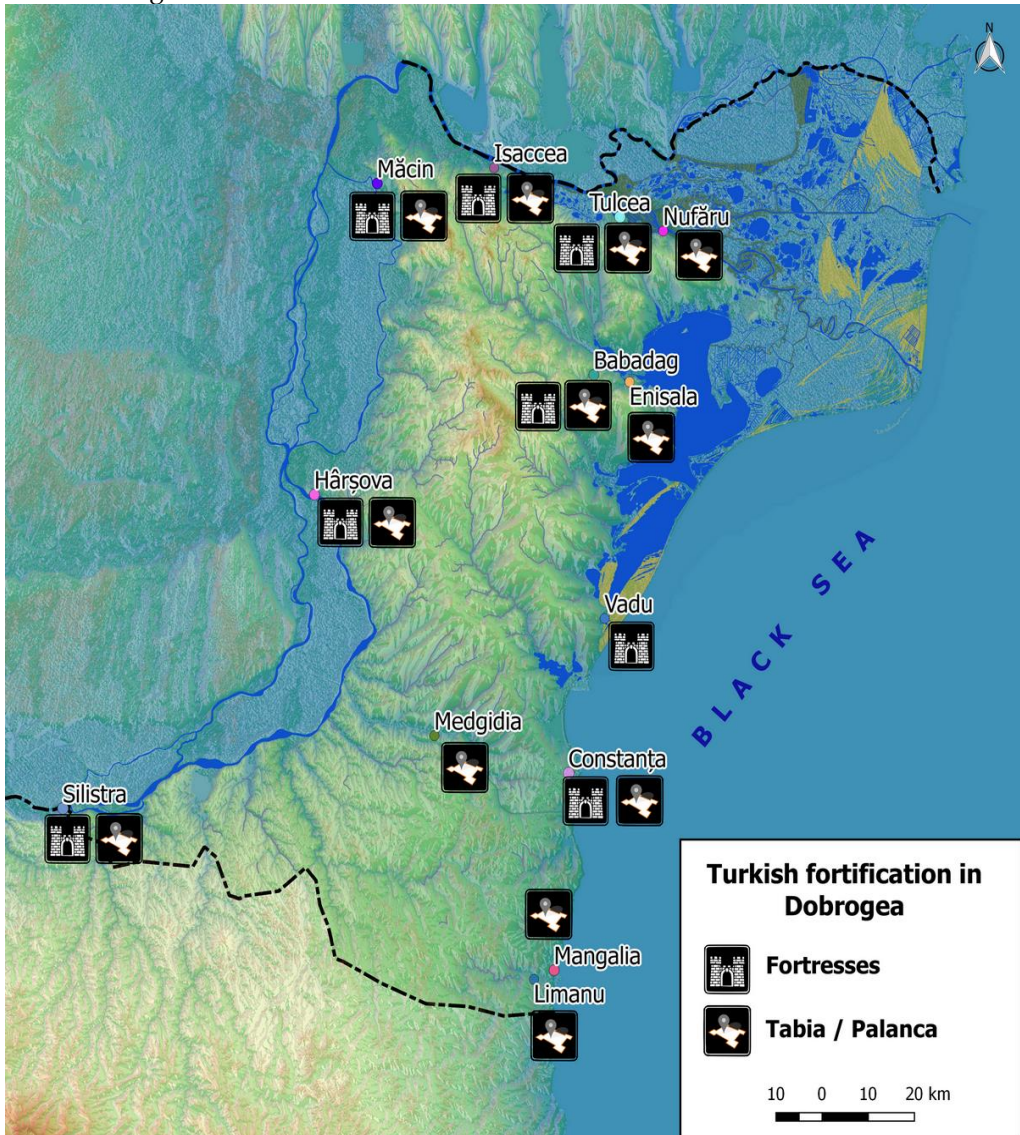 N
Isaccea
Măcin
Tulcea
Nufăru
Babadag
Enisala
Hârșova
BLACK SEA
Vadu
Medgidia
Constanța
Silistra
Mangalia
Limanu
Turkish fortification in
Dobrogea
Fortresses
Tabia / Palanca
10 0 10 20 km